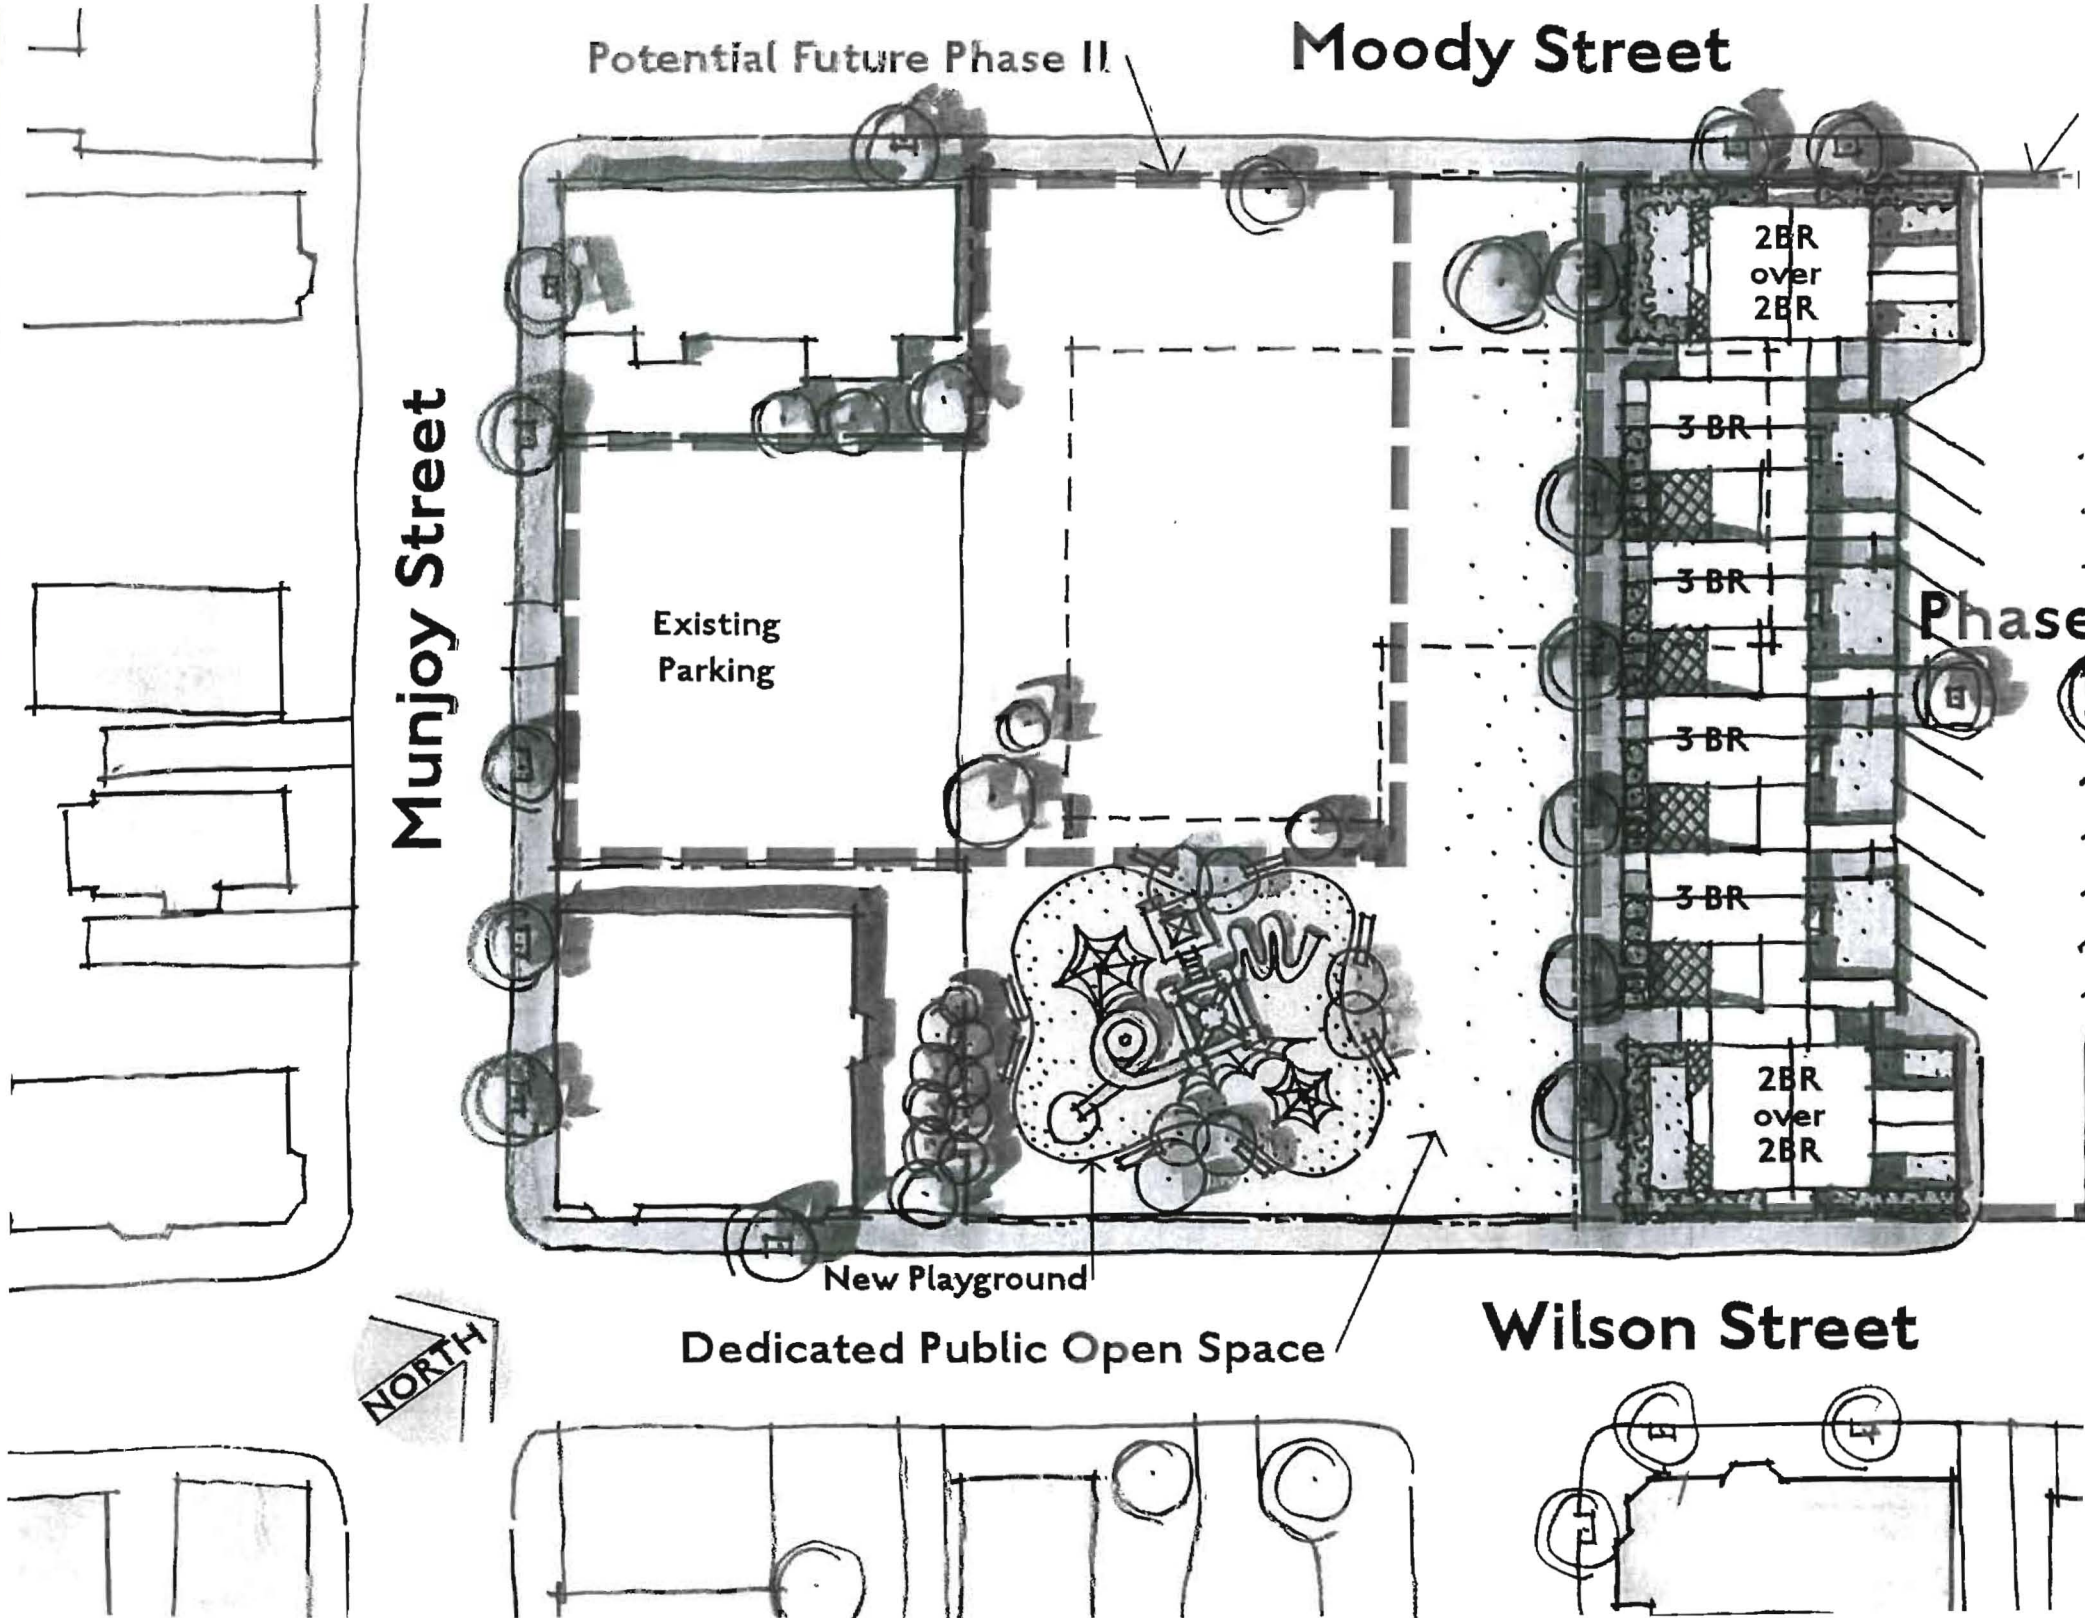 Potential Future Phase II
Moody Street
Munjoy Street
2BR
over
2BR
3 BR
Existing
Parking
3 BR
Phase
3 BR
3 BR
2BR
over
2BR
New Playground
Dedicated Public Open Space
Wilson Street
NORTH